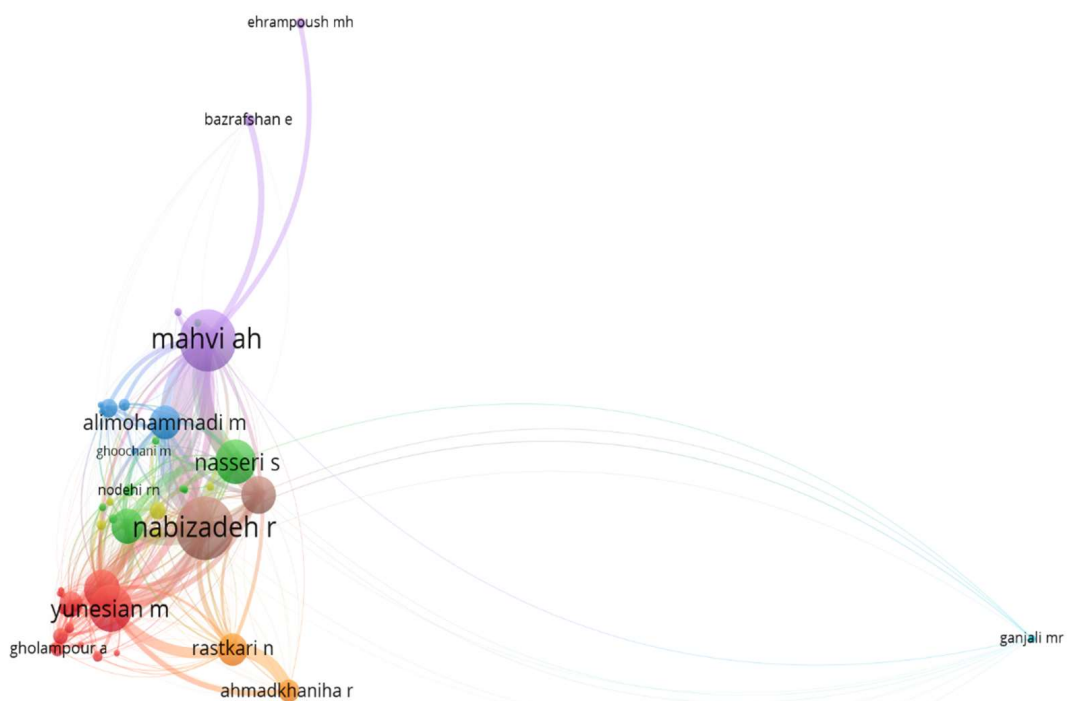 ehrampoush mh
bazrafshan e
mahvi ah
alimohammadi m
ghoochani m
nasseri s
nodehi rn
nabizadeh r
yunesian m
ganjali mr
gholampour a
rastkari n
ahmadkhaniha r